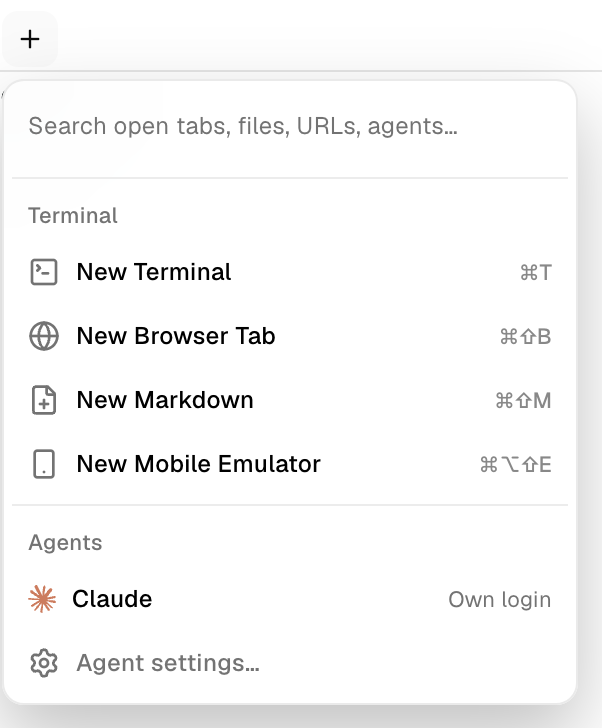 Search open tabs, files, URLs, agents...
Terminal
New Terminal ⌘T
New Browser Tab ⌘⇧B
New Markdown ⌘⇧M
New Mobile Emulator ⌘⌥⇧E
Agents
Claude Own login
Agent settings...